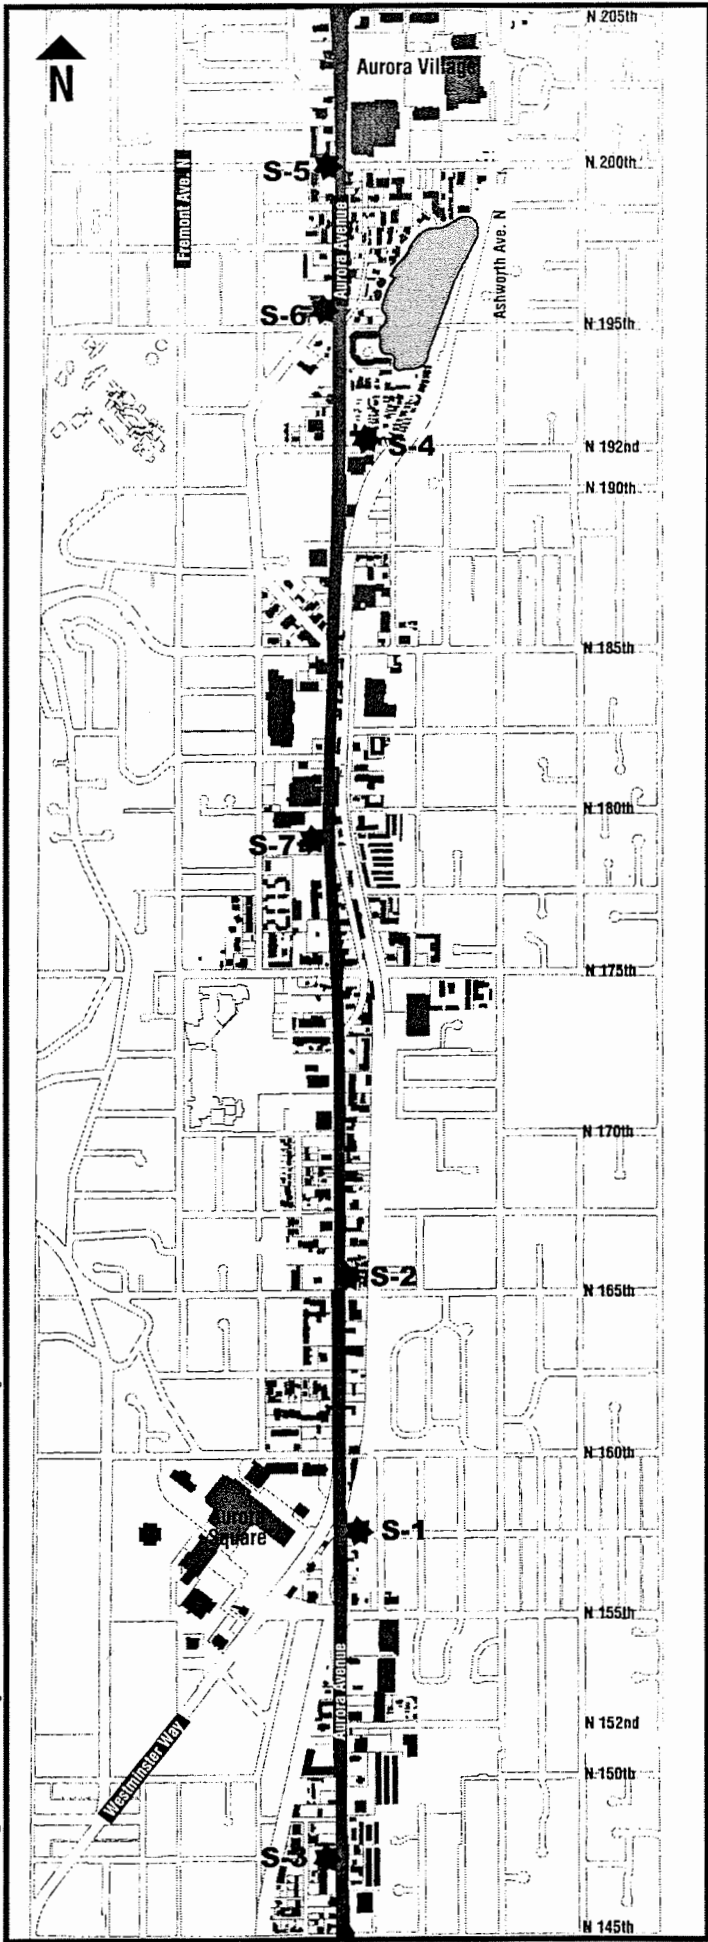 N 205th
Aurora Village
N
N 200th
S-5
Fremont Ave. N
Aurora Avenue
Ashworth Ave. N
S-6
N 195th
S-4
N 192nd
N 190th
N 185th
N 180th
S-7
N 175th
N 170th
S-2
N 165th
N 160th
Aurora
Square
S-1
N 155th
Aurora Avenue
N 152nd
Westminster Way
N 150th
S-3
N 145th